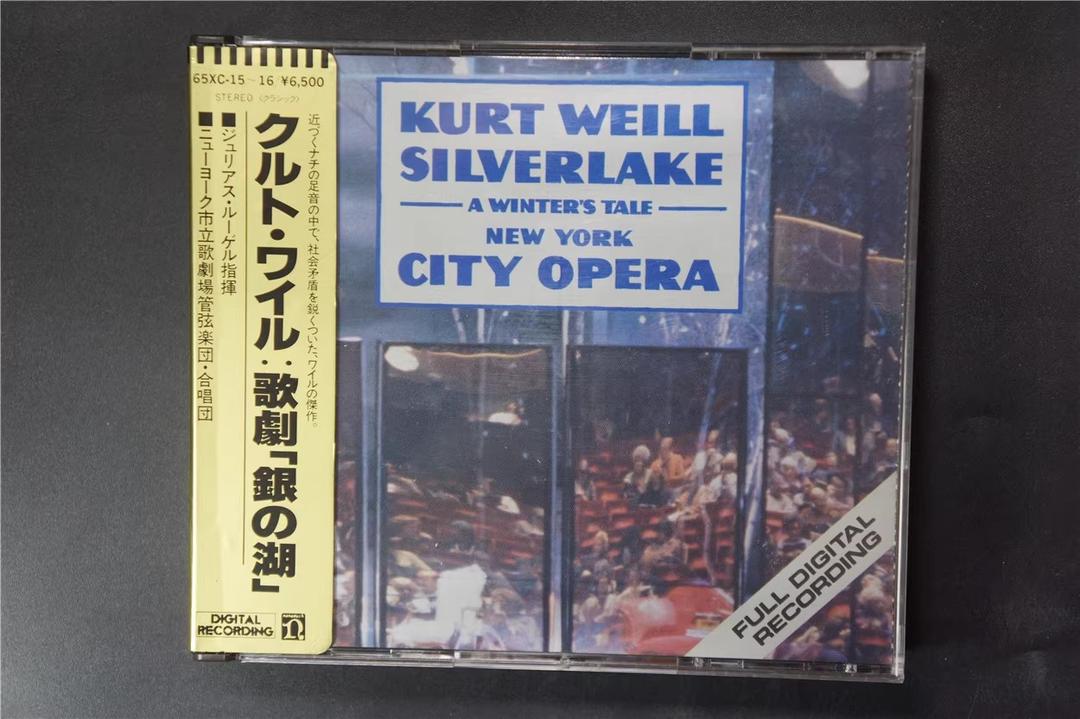 65XC-15~16 ¥6,500
STEREO 〈クラシック〉
近づくナチの足音の中で、社会矛盾を鋭くついた、ワイルの傑作。
クルト・ワイル:歌劇「銀の湖」
■ジュリアス・ルーデル指揮
■ニューヨーク市立歌劇場管弦楽団・合唱団
DIGITAL
RECORDING
KURT WEILL
SILVERLAKE
A WINTER'S TALE
NEW YORK
CITY OPERA
FULL DIGITAL
RECORDING